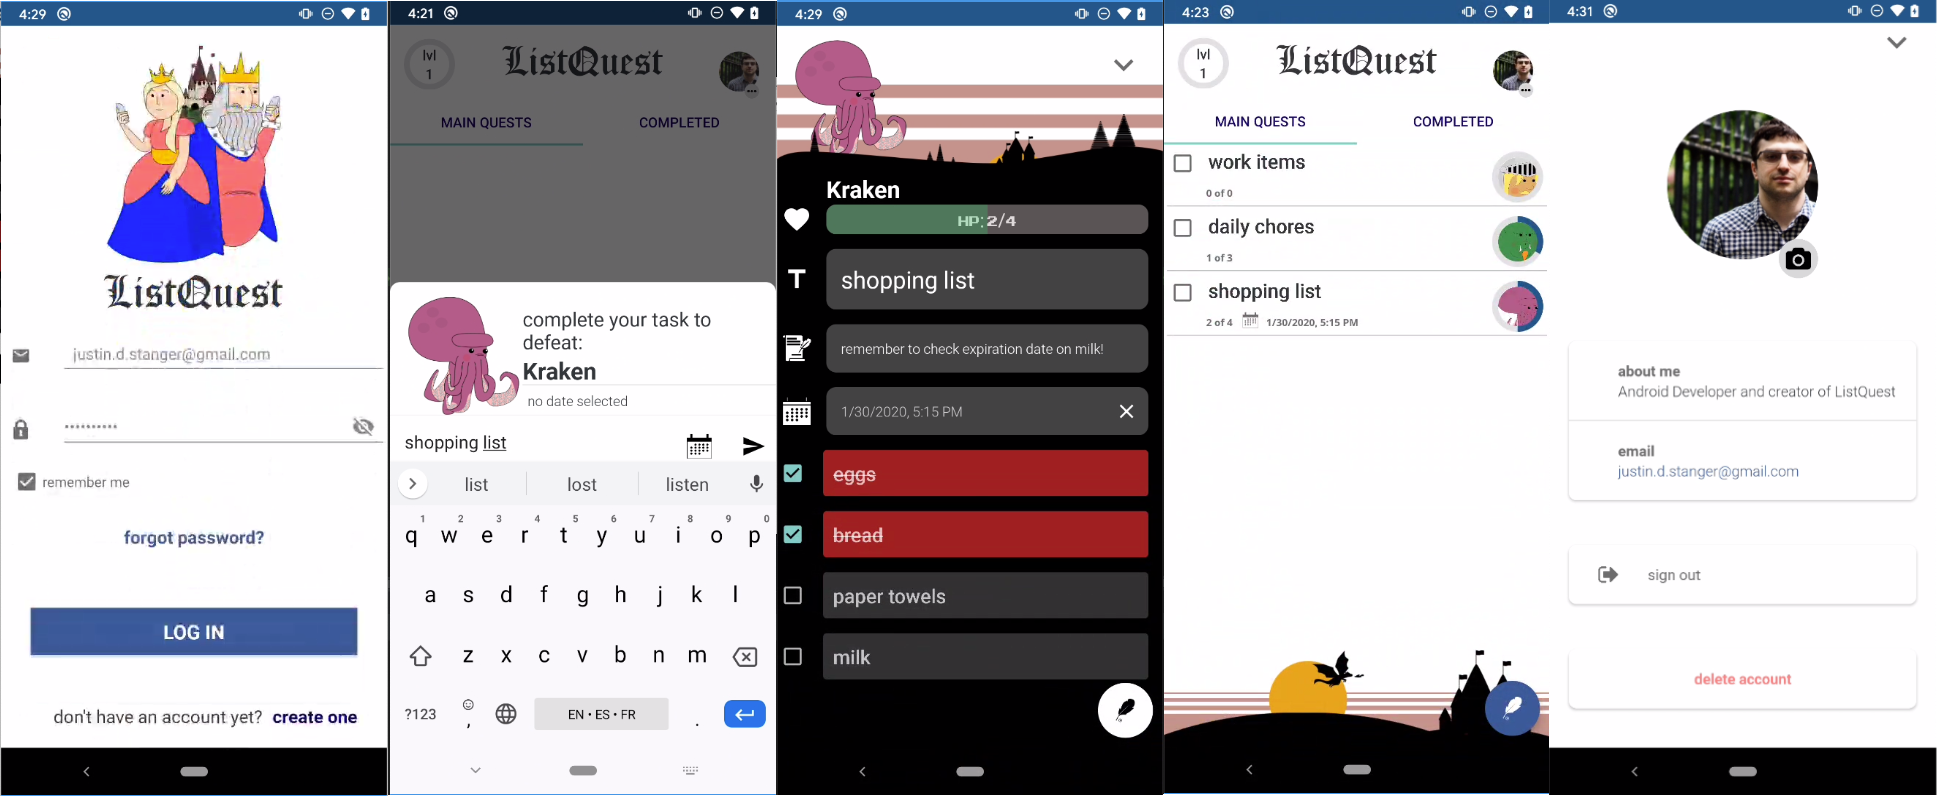 4:29
ListQuest
justin.d.stanger@gmail.com
••••••••••
remember me
forgot password?
LOG IN
don't have an account yet? create one
4:21
lvl
1
ListQuest
MAIN QUESTS COMPLETED
complete your task to
defeat:
Kraken
no date selected
shopping list
list lost listen
1 2 3 4 5 6 7 8 9 0
q w e r t y u i o p
a s d f g h j k l
z x c v b n m
?123 , EN • ES • FR .
4:29
Kraken
HP:2/4
T
shopping list
remember to check expiration date on milk!
1/30/2020, 5:15 PM
eggs
bread
paper towels
milk
4:23
lvl
1
ListQuest
MAIN QUESTS COMPLETED
work items
0 of 0
daily chores
1 of 3
shopping list
2 of 4 1/30/2020, 5:15 PM
4:31
about me
Android Developer and creator of ListQuest
email
justin.d.stanger@gmail.com
sign out
delete account